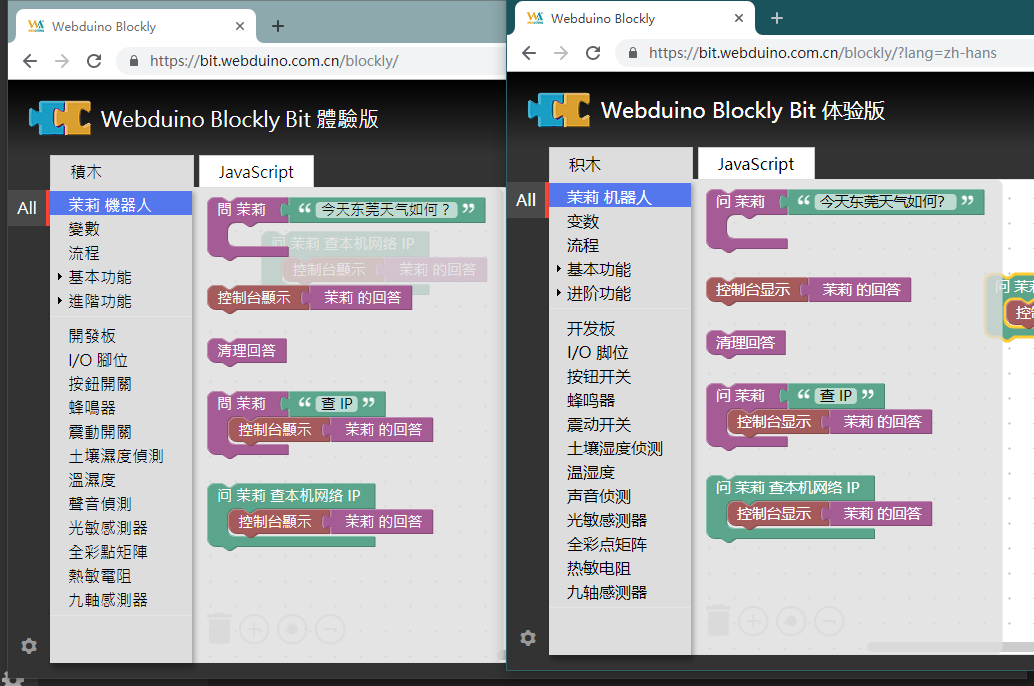 Webduino Blockly
https://bit.webduino.com.cn/blockly/
Webduino Blockly Bit 體驗版
積木
JavaScript
All
茉莉 機器人
變數
流程
基本功能
進階功能
開發板
I/O 腳位
按鈕開關
蜂鳴器
震動開關
土壤濕度偵測
溫濕度
聲音偵測
光敏感測器
全彩點矩陣
熱敏電阻
九軸感測器
問 茉莉 “ 今天东莞天气如何？ ”
问 茉莉 查本机网络 IP
控制台顯示 茉莉 的回答
控制台顯示 茉莉 的回答
清理回答
問 茉莉 “ 查 IP ”
控制台顯示 茉莉 的回答
问 茉莉 查本机网络 IP
控制台顯示 茉莉 的回答
Webduino Blockly
https://bit.webduino.com.cn/blockly/?lang=zh-hans
Webduino Blockly Bit 体验版
积木
JavaScript
All
茉莉 机器人
变数
流程
基本功能
进阶功能
开发板
I/O 脚位
按钮开关
蜂鸣器
震动开关
土壤湿度侦测
温湿度
声音侦测
光敏感测器
全彩点矩阵
热敏电阻
九轴感测器
问 茉莉 “ 今天东莞天气如何？ ”
控制台显示 茉莉 的回答
清理回答
问 茉莉 “ 查 IP ”
控制台显示 茉莉 的回答
问 茉莉 查本机网络 IP
控制台显示 茉莉 的回答
问 茉
控